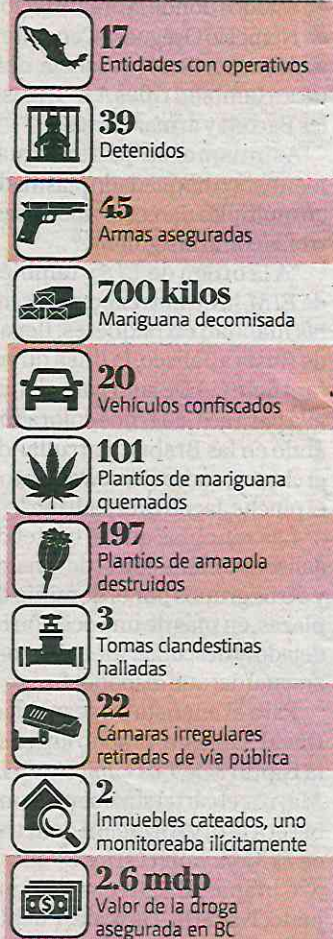 17
Entidades con operativos
39
Detenidos
45
Armas aseguradas
700 kilos
Mariguana decomisada
20
Vehículos confiscados
101
Plantíos de mariguana
quemados
197
Plantíos de amapola
destruidos
3
Tomas clandestinas
halladas
22
Cámaras irregulares
retiradas de vía pública
2
Inmuebles cateados, uno
monitoreaba ilícitamente
2.6 mdp
Valor de la droga
asegurada en BC